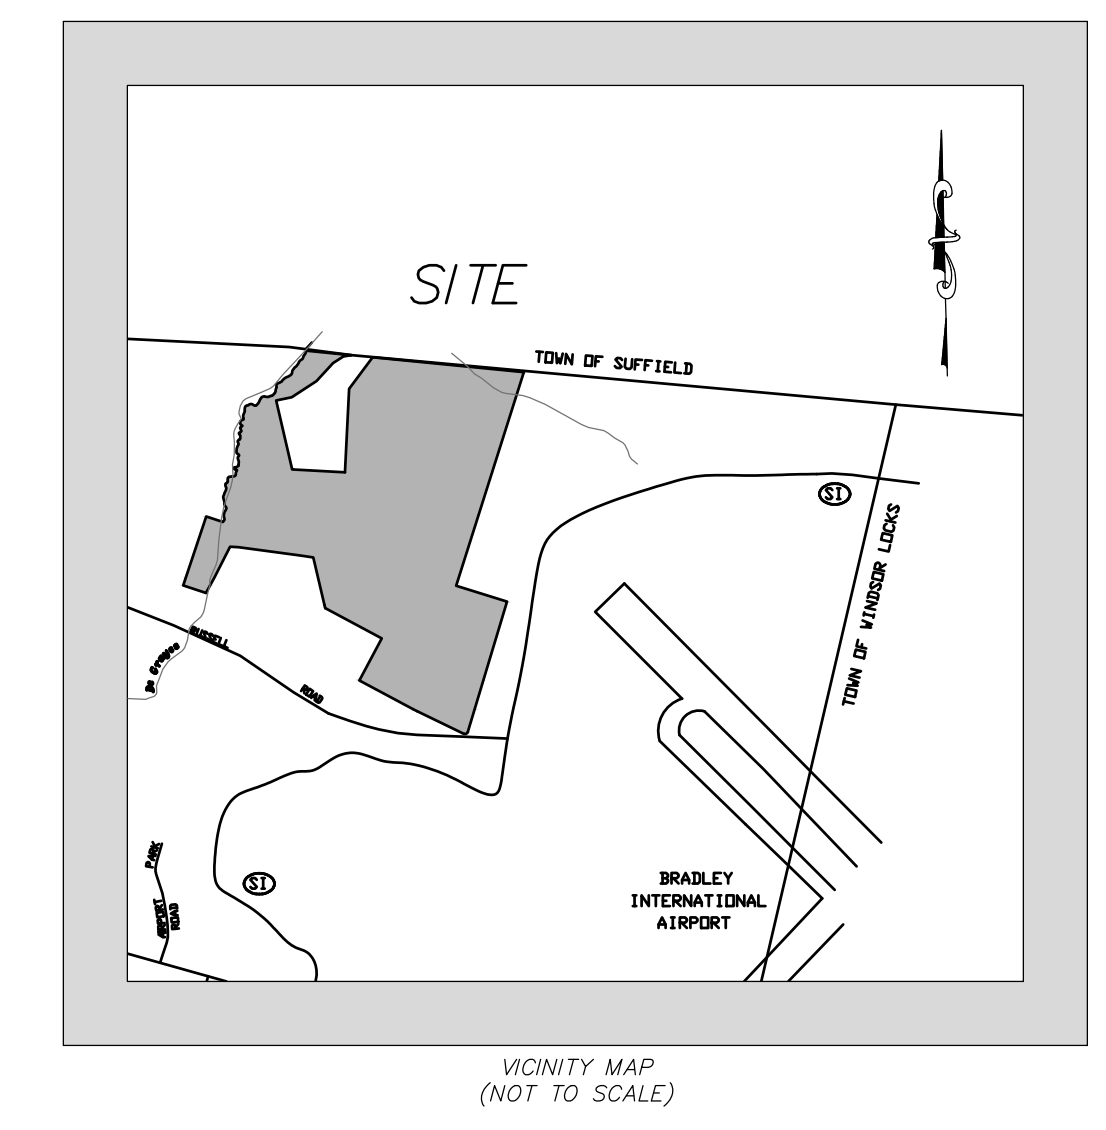 SITE
TOWN OF SUFFIELD
SI
TOWN OF WINDSOR LOCKS
RUSSELL
ROAD
PARK
AIRPORT
ROAD
SI
BRADLEY
INTERNATIONAL
AIRPORT
VICINITY MAP
(NOT TO SCALE)